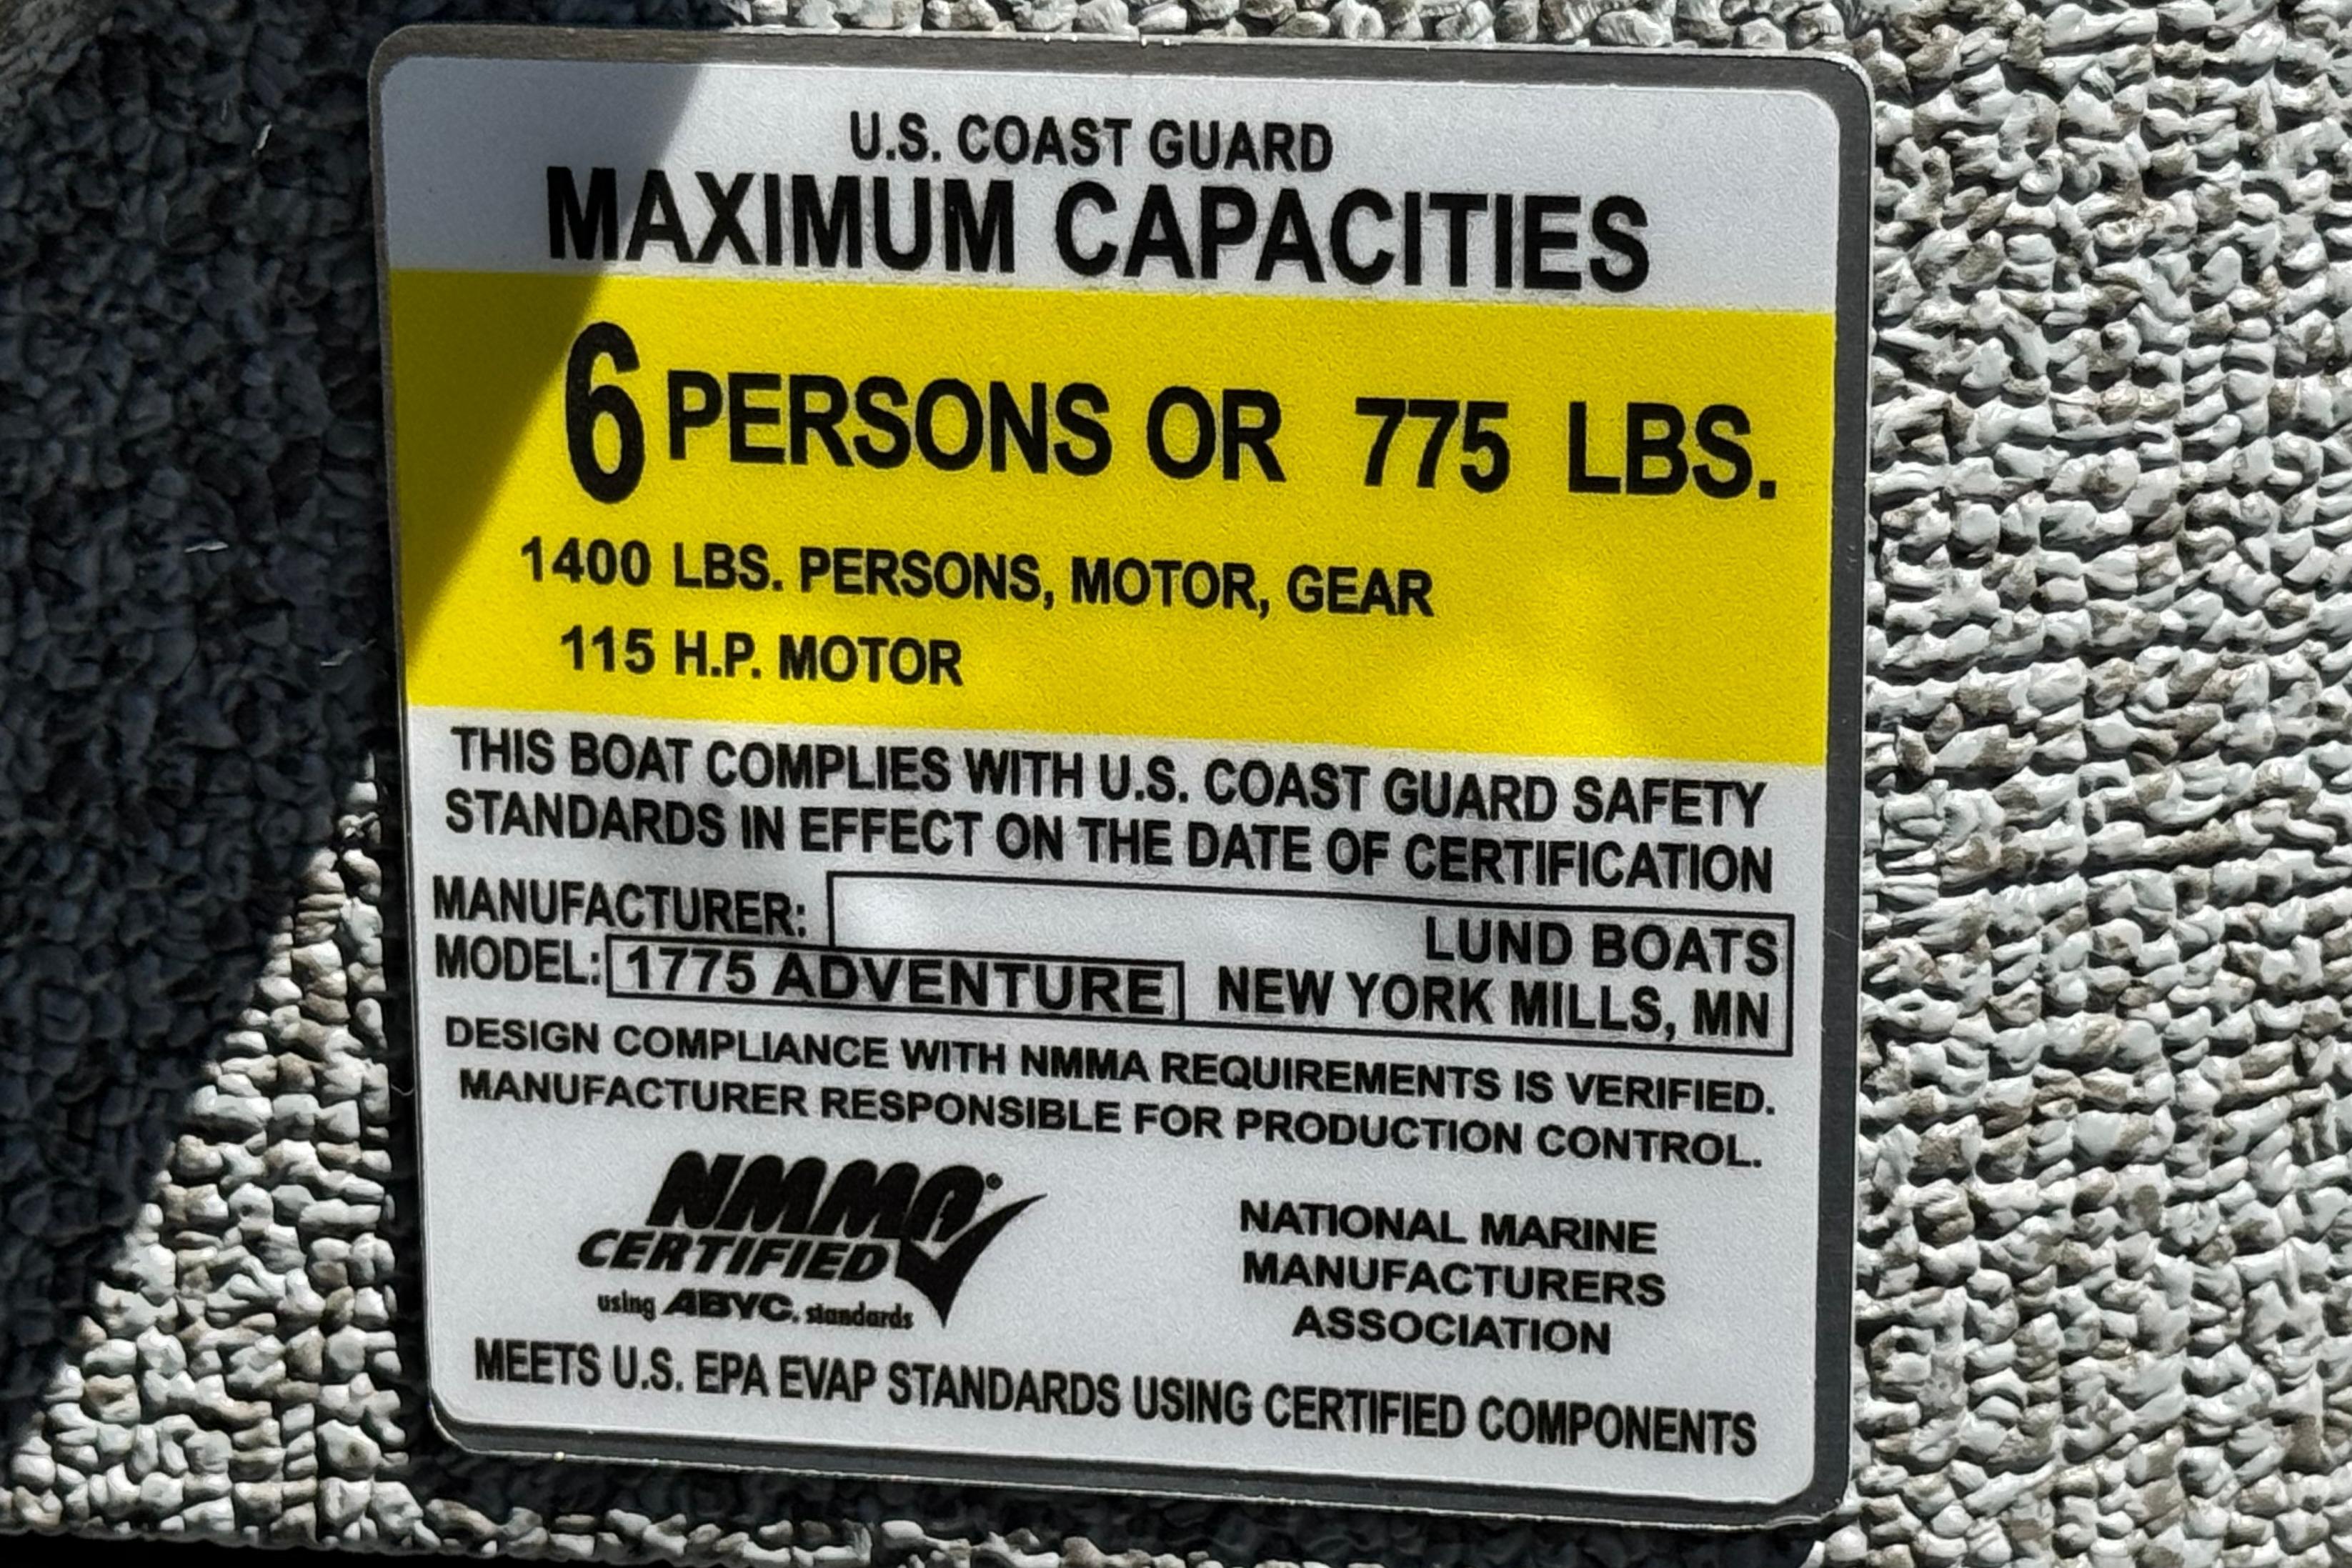 U.S. COAST GUARD
MAXIMUM CAPACITIES
6 PERSONS OR 775 LBS.
1400 LBS. PERSONS, MOTOR, GEAR
115 H.P. MOTOR
THIS BOAT COMPLIES WITH U.S. COAST GUARD SAFETY
STANDARDS IN EFFECT ON THE DATE OF CERTIFICATION
MANUFACTURER: LUND BOATS
MODEL: 1775 ADVENTURE NEW YORK MILLS, MN
DESIGN COMPLIANCE WITH NMMA REQUIREMENTS IS VERIFIED.
MANUFACTURER RESPONSIBLE FOR PRODUCTION CONTROL.
NMMA®
CERTIFIED
using ABYC. standards
NATIONAL MARINE
MANUFACTURERS
ASSOCIATION
MEETS U.S. EPA EVAP STANDARDS USING CERTIFIED COMPONENTS